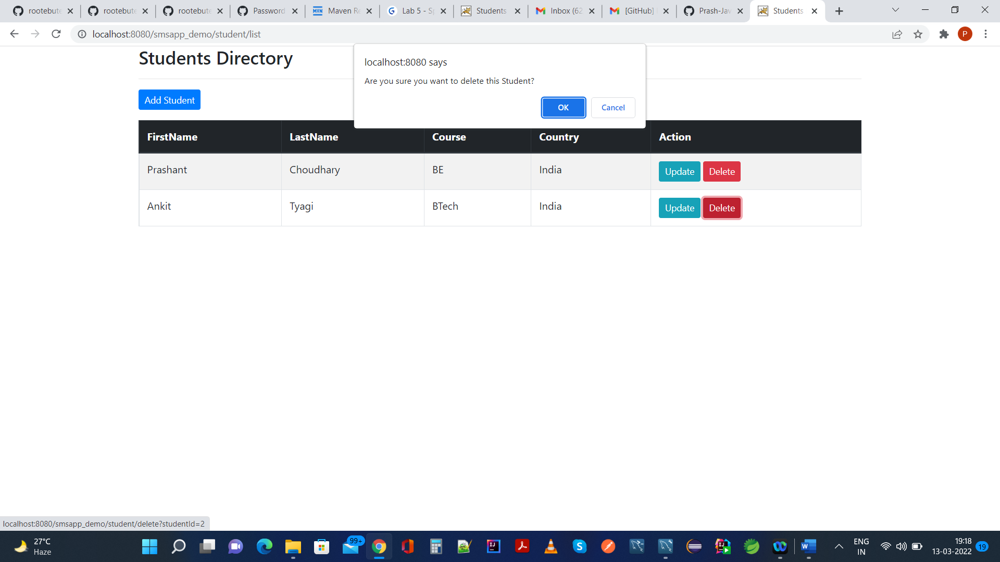 rootebute
rootebute
rootebute
Password
Maven Re
Lab 5 - Sp
Students
Inbox (62
[GitHub]
Prash-Jav
Students
localhost:8080/smsapp_demo/student/list
P
Students Directory
localhost:8080 says
Are you sure you want to delete this Student?
OK Cancel
Add Student
FirstName LastName Course Country Action
Prashant Choudhary BE India Update Delete
Ankit Tyagi BTech India Update Delete
localhost:8080/smsapp_demo/student/delete?studentId=2
27°C
Haze
99+
ENG
IN
19:18
13-03-2022
19